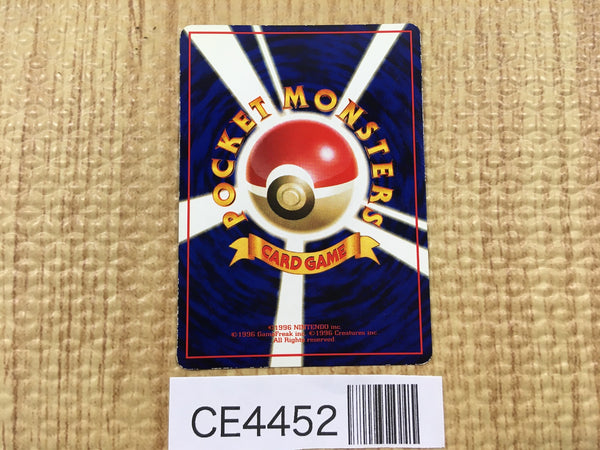 POCKET MONSTERS
CARD GAME
©1996 NINTENDO inc.
©1996 GameFreak inc. ©1996 Creatures inc.
All Rights reserved
CE4452